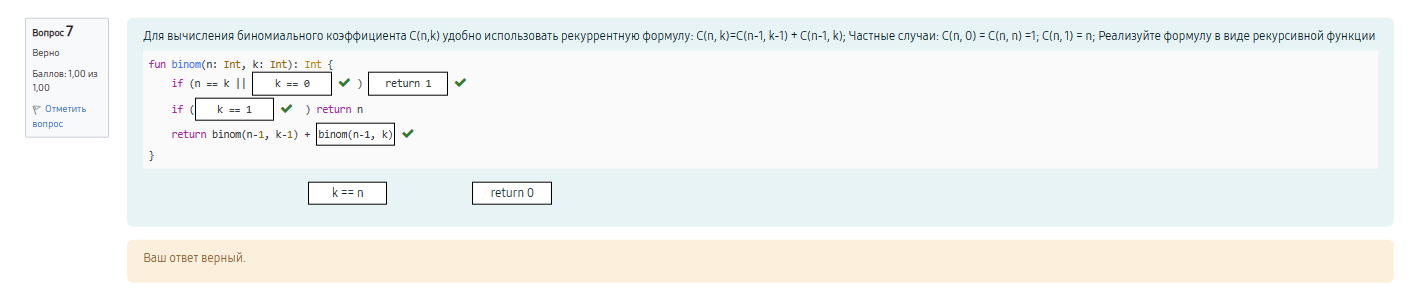 Вопрос 7
Верно
Баллов: 1,00 из
1,00
Отметить
вопрос
Для вычисления биномиального коэффициента C(n,k) удобно использовать рекуррентную формулу: C(n, k)=C(n-1, k-1) + C(n-1, k); Частные случаи: C(n, 0) = C(n, n) =1; C(n, 1) = n; Реализуйте формулу в виде рекурсивной функции
fun binom(n: Int, k: Int): Int {
if (n == k || k == 0 ) return 1
if ( k == 1 ) return n
return binom(n-1, k-1) + binom(n-1, k)
}
k == n return 0
Ваш ответ верный.